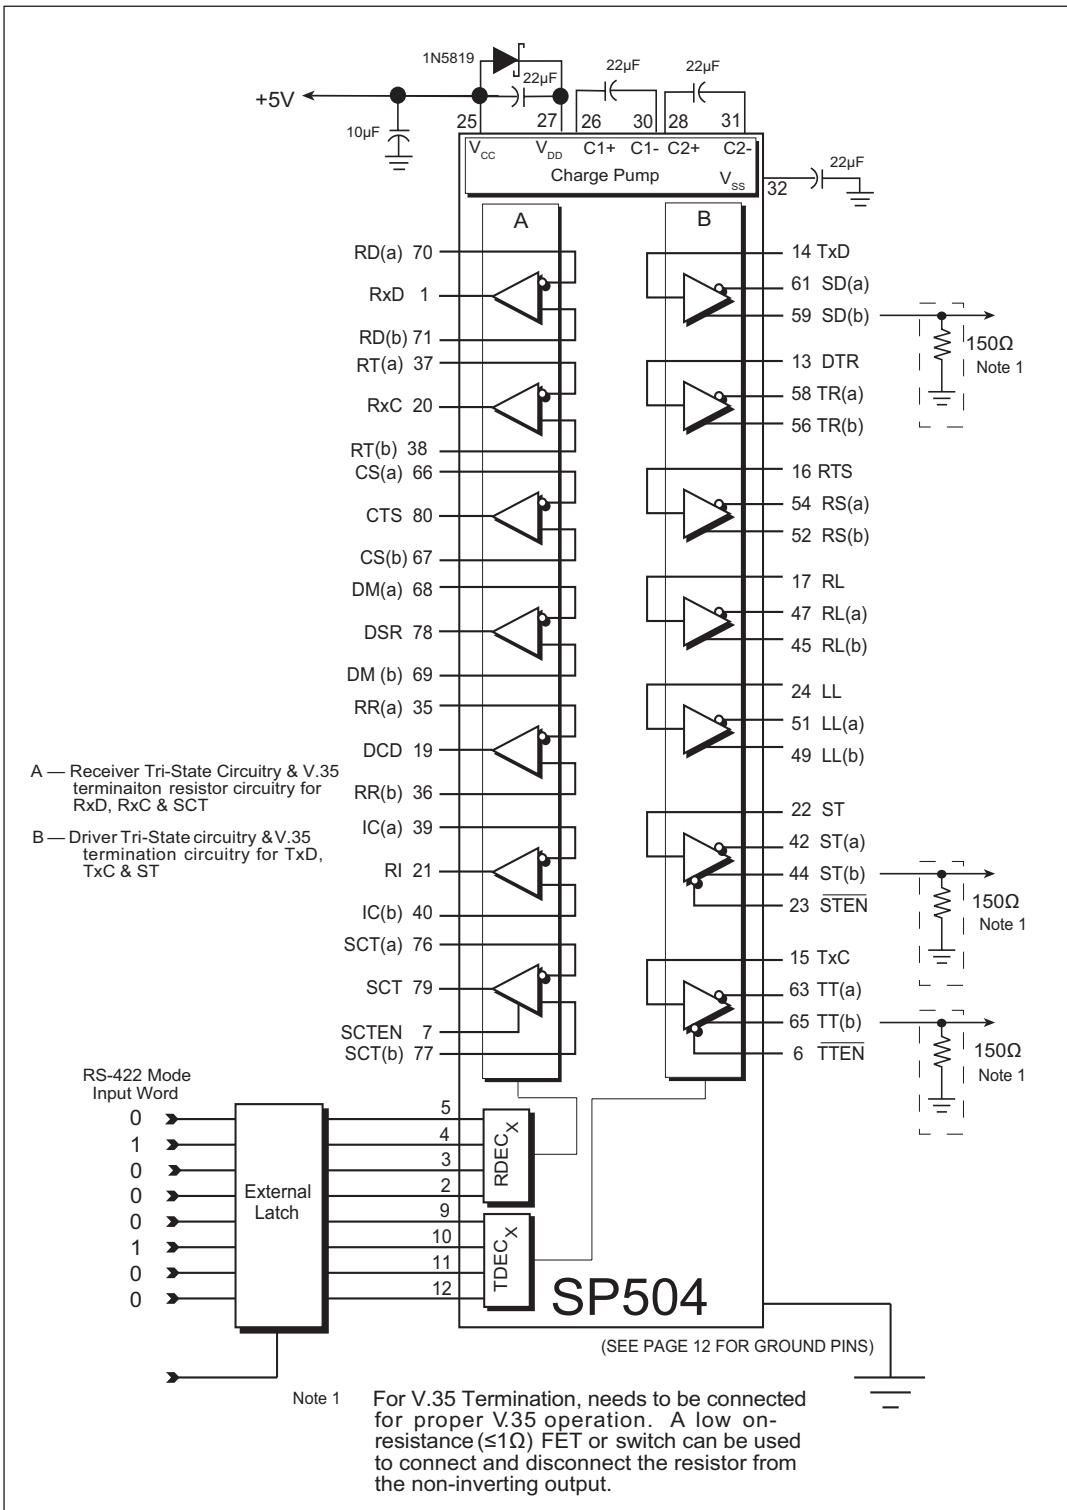 1N5819
22µF
22µF
22µF
+5V
10µF
25
27
26
30
28
31
VCC
VDD
C1+
C1-
C2+
C2-
Charge Pump
VSS
32
22µF
A
B
RD(a) 70
RxD 1
RD(b) 71
RT(a) 37
RxC 20
RT(b) 38
CS(a) 66
CTS 80
CS(b) 67
DM(a) 68
DSR 78
DM (b) 69
RR(a) 35
DCD 19
RR(b) 36
IC(a) 39
RI 21
IC(b) 40
SCT(a) 76
SCT 79
SCTEN 7
SCT(b) 77
14 TxD
61 SD(a)
59 SD(b)
150Ω
Note 1
13 DTR
58 TR(a)
56 TR(b)
16 RTS
54 RS(a)
52 RS(b)
17 RL
47 RL(a)
45 RL(b)
24 LL
51 LL(a)
49 LL(b)
22 ST
42 ST(a)
44 ST(b)
23 STEN
150Ω
Note 1
15 TxC
63 TT(a)
65 TT(b)
6 TTEN
150Ω
Note 1
A — Receiver Tri-State Circuitry & V.35
terminaiton resistor circuitry for
RxD, RxC & SCT
B — Driver Tri-State circuitry &V.35
termination circuitry for TxD,
TxC & ST
RS-422 Mode
Input Word
0
1
0
0
0
1
0
0
External
Latch
5
4
3
2
9
10
11
12
RDECX
TDECX
SP504
(SEE PAGE 12 FOR GROUND PINS)
Note 1
For V.35 Termination, needs to be connected
for proper V.35 operation. A low on-
resistance (≤1Ω) FET or switch can be used
to connect and disconnect the resistor from
the non-inverting output.